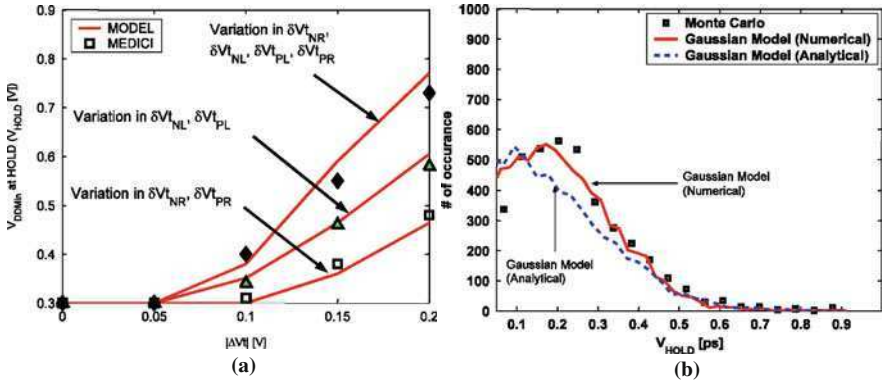 0.9
0.8
0.7
0.6
0.5
0.4
0.3
V_DDMin at HOLD (V_HOLD [V])
MODEL
MEDICI
Variation in δVt_NR,
δVt_NL, δVt_PL, δVt_PR
Variation in δVt_NL, δVt_PL
Variation in δVt_NR, δVt_PR
0 0.05 0.1 0.15 0.2
|ΔVt| [V]
(a)
1000
900
800
700
600
500
400
300
200
100
0
# of occurance
Monte Carlo
Gaussian Model (Numerical)
Gaussian Model (Analytical)
Gaussian Model
(Numerical)
Gaussian Model
(Analytical)
0.1 0.2 0.3 0.4 0.5 0.6 0.7 0.8 0.9
V_HOLD [ps]
(b)